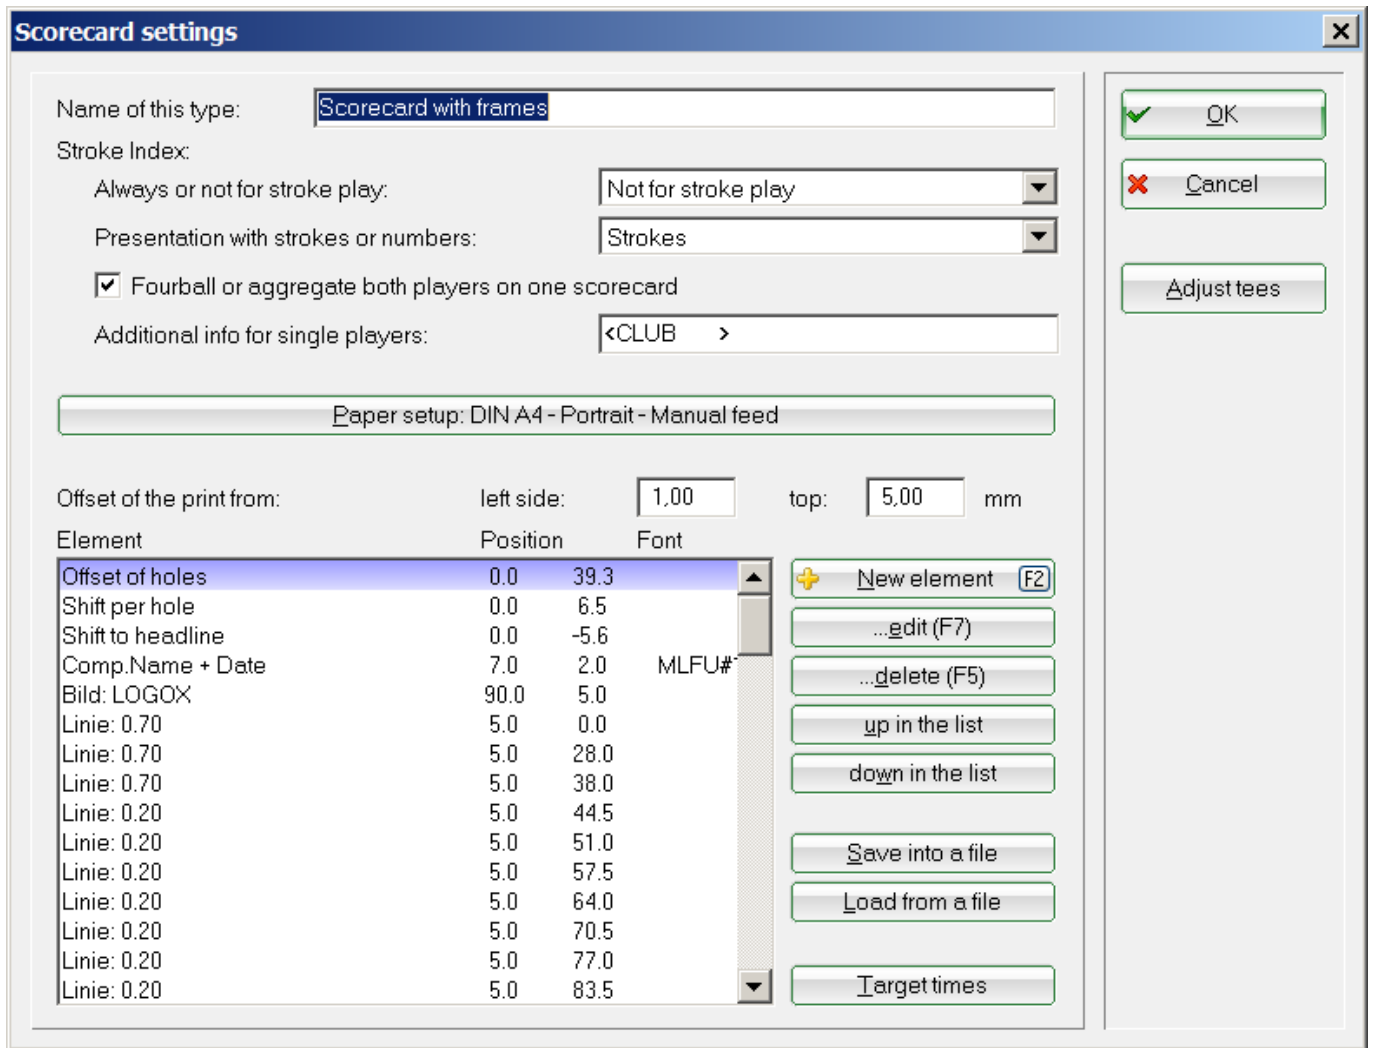 Scorecard settings
Name of this type: Scorecard with frames
OK
Stroke Index:
Always or not for stroke play: Not for stroke play
Cancel
Presentation with strokes or numbers: Strokes
Fourball or aggregate both players on one scorecard
Adjust tees
Additional info for single players: <CLUB >
Paper setup: DIN A4 - Portrait - Manual feed
Offset of the print from: left side: 1,00 top: 5,00 mm
Element Position Font
Offset of holes 0.0 39.3
New element F2
Shift per hole 0.0 6.5
Shift to headline 0.0 -5.6
...edit (F7)
Comp.Name + Date 7.0 2.0 MLFU#
...delete (F5)
Bild: LOGOX 90.0 5.0
Linie: 0.70 5.0 0.0
up in the list
Linie: 0.70 5.0 28.0
Linie: 0.70 5.0 38.0
down in the list
Linie: 0.20 5.0 44.5
Linie: 0.20 5.0 51.0
Save into a file
Linie: 0.20 5.0 57.5
Linie: 0.20 5.0 64.0
Load from a file
Linie: 0.20 5.0 70.5
Linie: 0.20 5.0 77.0
Linie: 0.20 5.0 83.5
Target times